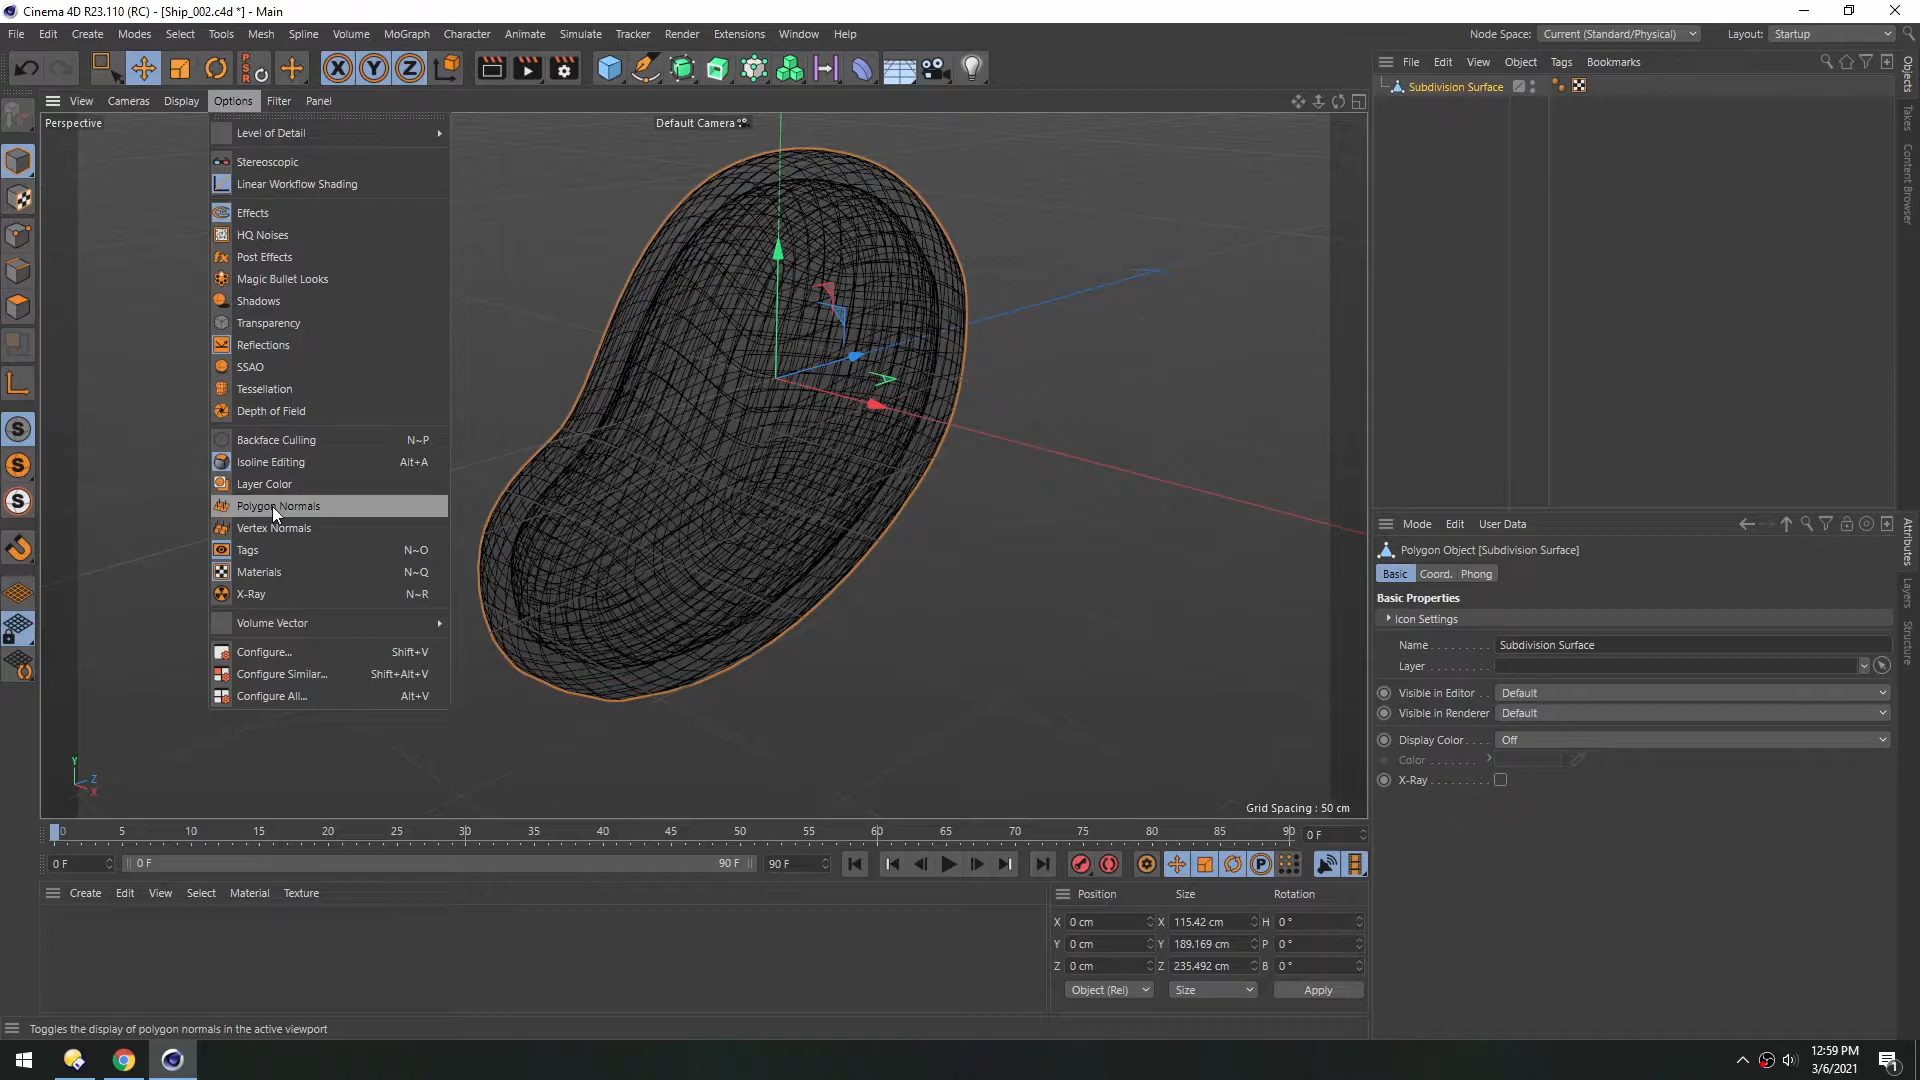 Cinema 4D R23.110 (RC) - [Ship_002.c4d *] - Main
File Edit Create Modes Select Tools Mesh Spline Volume MoGraph Character Animate Simulate Tracker Render Extensions Window Help
Node Space: Current (Standard/Physical) Layout: Startup
View Cameras Display Options Filter Panel
Perspective
Default Camera
Level of Detail
Stereoscopic
Linear Workflow Shading
Effects
HQ Noises
Post Effects
Magic Bullet Looks
Shadows
Transparency
Reflections
SSAO
Tessellation
Depth of Field
Backface Culling N~P
Isoline Editing Alt+A
Layer Color
Polygon Normals
Vertex Normals
Tags N~O
Materials N~Q
X-Ray N~R
Volume Vector
Configure... Shift+V
Configure Similar... Shift+Alt+V
Configure All... Alt+V
Y
Z
X
Grid Spacing : 50 cm
File Edit View Object Tags Bookmarks
Subdivision Surface
Objects
Takes
Content Browser
Mode Edit User Data
Polygon Object [Subdivision Surface]
Basic Coord. Phong
Basic Properties
Icon Settings
Name Subdivision Surface
Layer
Visible in Editor Default
Visible in Renderer Default
Display Color Off
Color
X-Ray
Attributes
Layers
Structure
0 5 10 15 20 25 30 35 40 45 50 55 60 65 70 75 80 85 90 0 F
0 F 0 F 90 F 90 F
Create Edit View Select Material Texture
Position Size Rotation
X 0 cm X 115.42 cm H 0 °
Y 0 cm Y 189.169 cm P 0 °
Z 0 cm Z 235.492 cm B 0 °
Object (Rel) Size Apply
Toggles the display of polygon normals in the active viewport
12:59 PM
3/6/2021
1